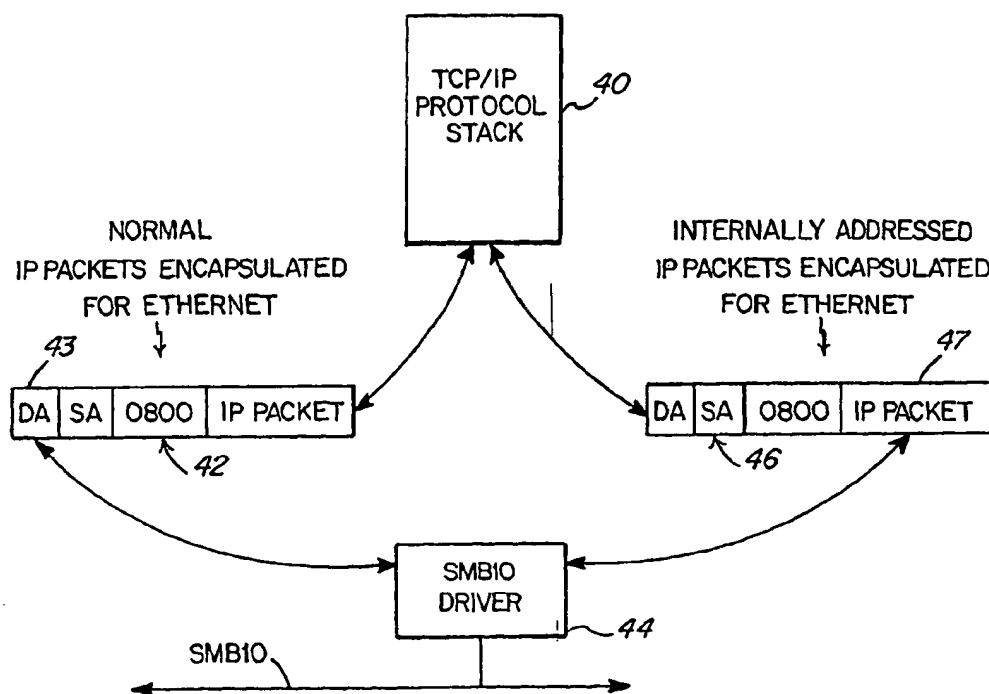 TCP/IP
PROTOCOL
STACK
40
NORMAL
IP PACKETS ENCAPSULATED
FOR ETHERNET
INTERNALLY ADDRESSED
IP PACKETS ENCAPSULATED
FOR ETHERNET
43
47
DA SA 0800 IP PACKET
DA SA 0800 IP PACKET
42
46
SMB10
DRIVER
44
SMB10